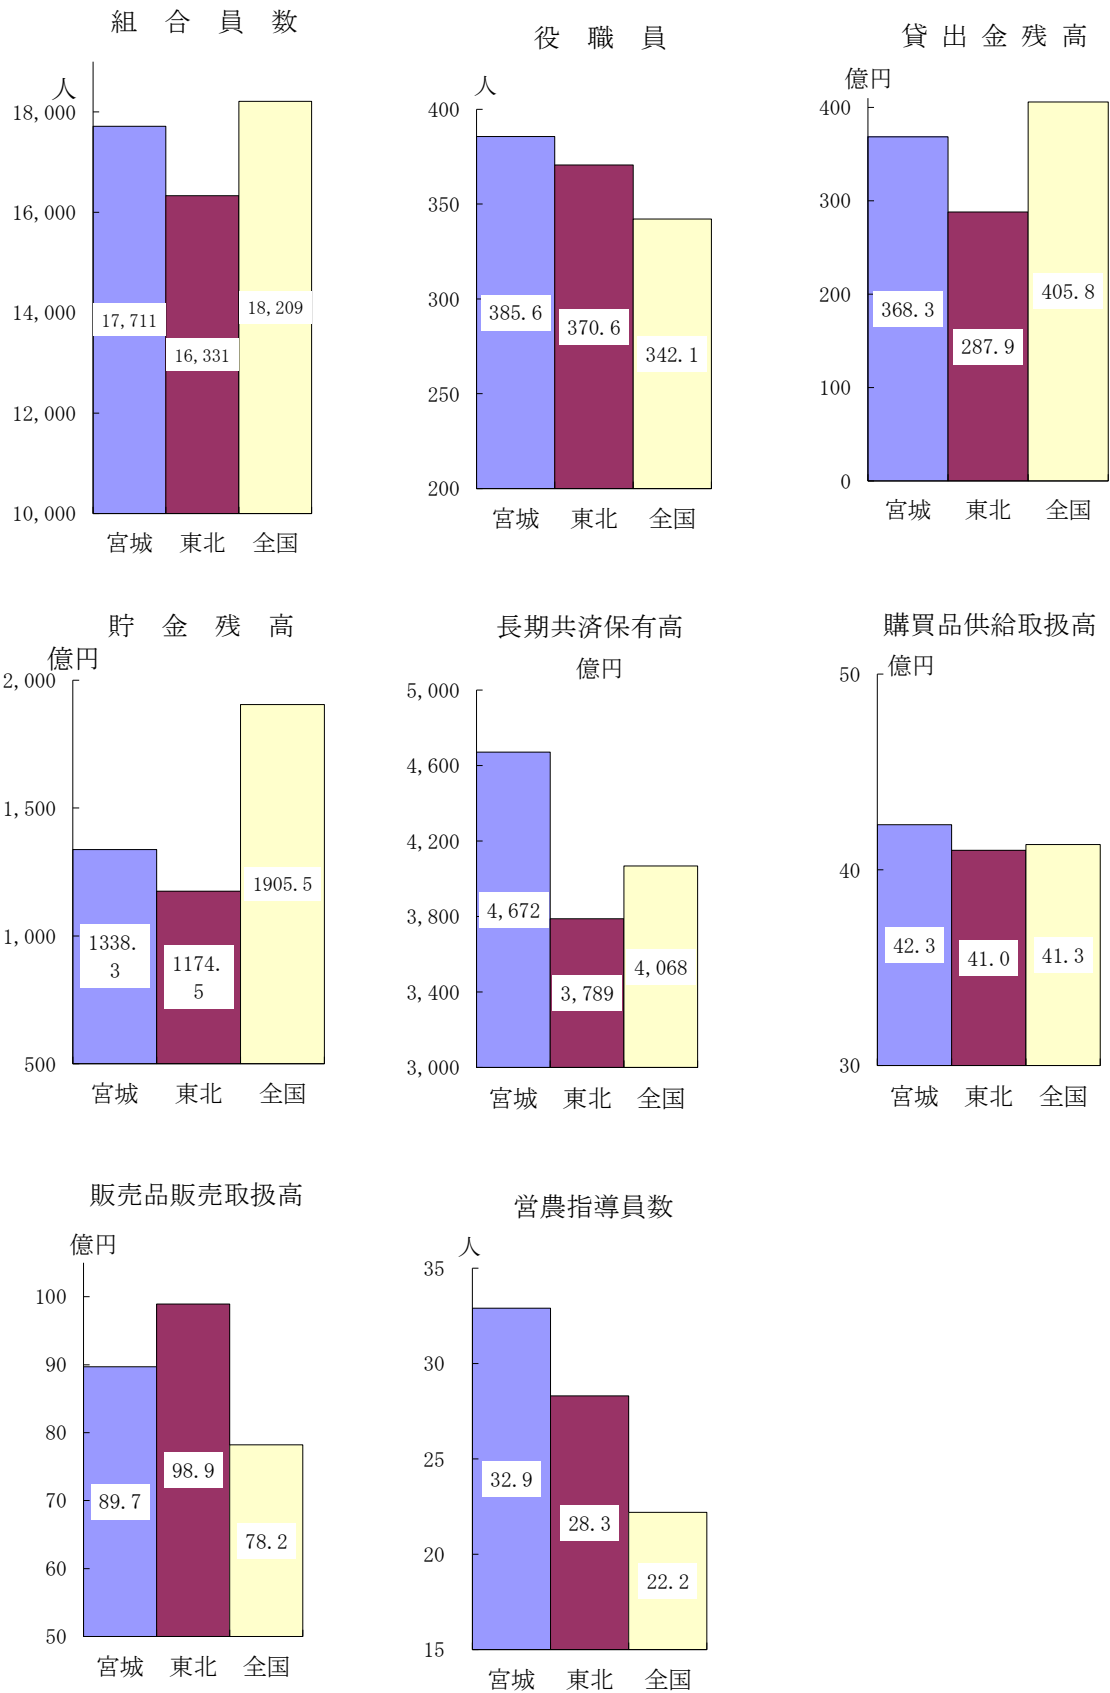 組合員数
人
18,000
16,000
14,000
12,000
10,000
17,711
16,331
18,209
宮城 東北 全国
役職員
人
400
350
300
250
200
385.6
370.6
342.1
宮城 東北 全国
貸出金残高
億円
400
300
200
100
0
368.3
287.9
405.8
宮城 東北 全国
貯金残高
億円
2,000
1,500
1,000
500
1338.
3
1174.
5
1905.5
宮城 東北 全国
長期共済保有高
億円
5,000
4,600
4,200
3,800
3,400
3,000
4,672
3,789
4,068
宮城 東北 全国
購買品供給取扱高
億円
50
40
30
42.3
41.0
41.3
宮城 東北 全国
販売品販売取扱高
億円
100
90
80
70
60
50
89.7
98.9
78.2
宮城 東北 全国
営農指導員数
人
35
30
25
20
15
32.9
28.3
22.2
宮城 東北 全国